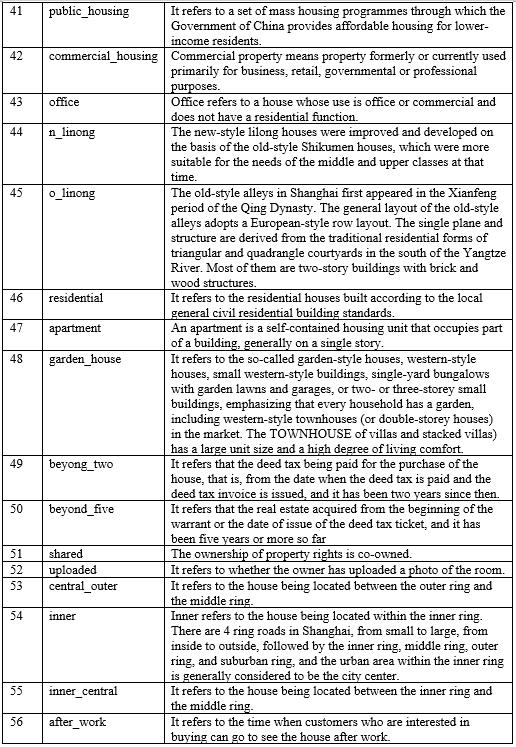 41 public_housing It refers to a set of mass housing programmes through which the
Government of China provides affordable housing for lower-
income residents.
42 commercial_housing Commercial property means property formerly or currently used
primarily for business, retail, governmental or professional
purposes.
43 office Office refers to a house whose use is office or commercial and
does not have a residential function.
44 n_linong The new-style lilong houses were improved and developed on
the basis of the old-style Shikumen houses, which were more
suitable for the needs of the middle and upper classes at that
time.
45 o_linong The old-style alleys in Shanghai first appeared in the Xianfeng
period of the Qing Dynasty. The general layout of the old-style
alleys adopts a European-style row layout. The single plane and
structure are derived from the traditional residential forms of
triangular and quadrangle courtyards in the south of the Yangtze
River. Most of them are two-story buildings with brick and
wood structures.
46 residential It refers to the residential houses built according to the local
general civil residential building standards.
47 apartment An apartment is a self-contained housing unit that occupies part
of a building, generally on a single story.
48 garden_house It refers to the so-called garden-style houses, western-style
houses, small western-style buildings, single-yard bungalows
with garden lawns and garages, or two- or three-storey small
buildings, emphasizing that every household has a garden,
including western-style townhouses (or double-storey houses)
in the market. The TOWNHOUSE of villas and stacked villas)
has a large unit size and a high degree of living comfort.
49 beyong_two It refers that the deed tax being paid for the purchase of the
house, that is, from the date when the deed tax is paid and the
deed tax invoice is issued, and it has been two years since then.
50 beyond_five It refers that the real estate acquired from the beginning of the
warrant or the date of issue of the deed tax ticket, and it has
been five years or more so far
51 shared The ownership of property rights is co-owned.
52 uploaded It refers to whether the owner has uploaded a photo of the room.
53 central_outer It refers to the house being located between the outer ring and
the middle ring.
54 inner Inner refers to the house being located within the inner ring.
There are 4 ring roads in Shanghai, from small to large, from
inside to outside, followed by the inner ring, middle ring, outer
ring, and suburban ring, and the urban area within the inner ring
is generally considered to be the city center.
55 inner_central It refers to the house being located between the inner ring and
the middle ring.
56 after_work It refers to the time when customers who are interested in
buying can go to see the house after work.